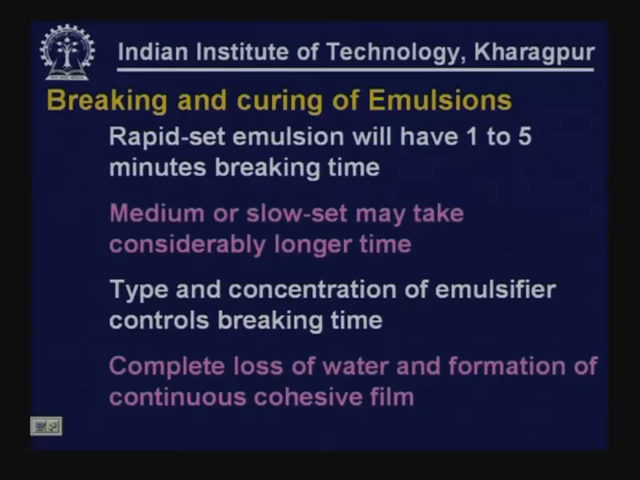 Indian Institute of Technology, Kharagpur
Breaking and curing of Emulsions
Rapid-set emulsion will have 1 to 5
minutes breaking time
Medium or slow-set may take
considerably longer time
Type and concentration of emulsifier
controls breaking time
Complete loss of water and formation of
continuous cohesive film